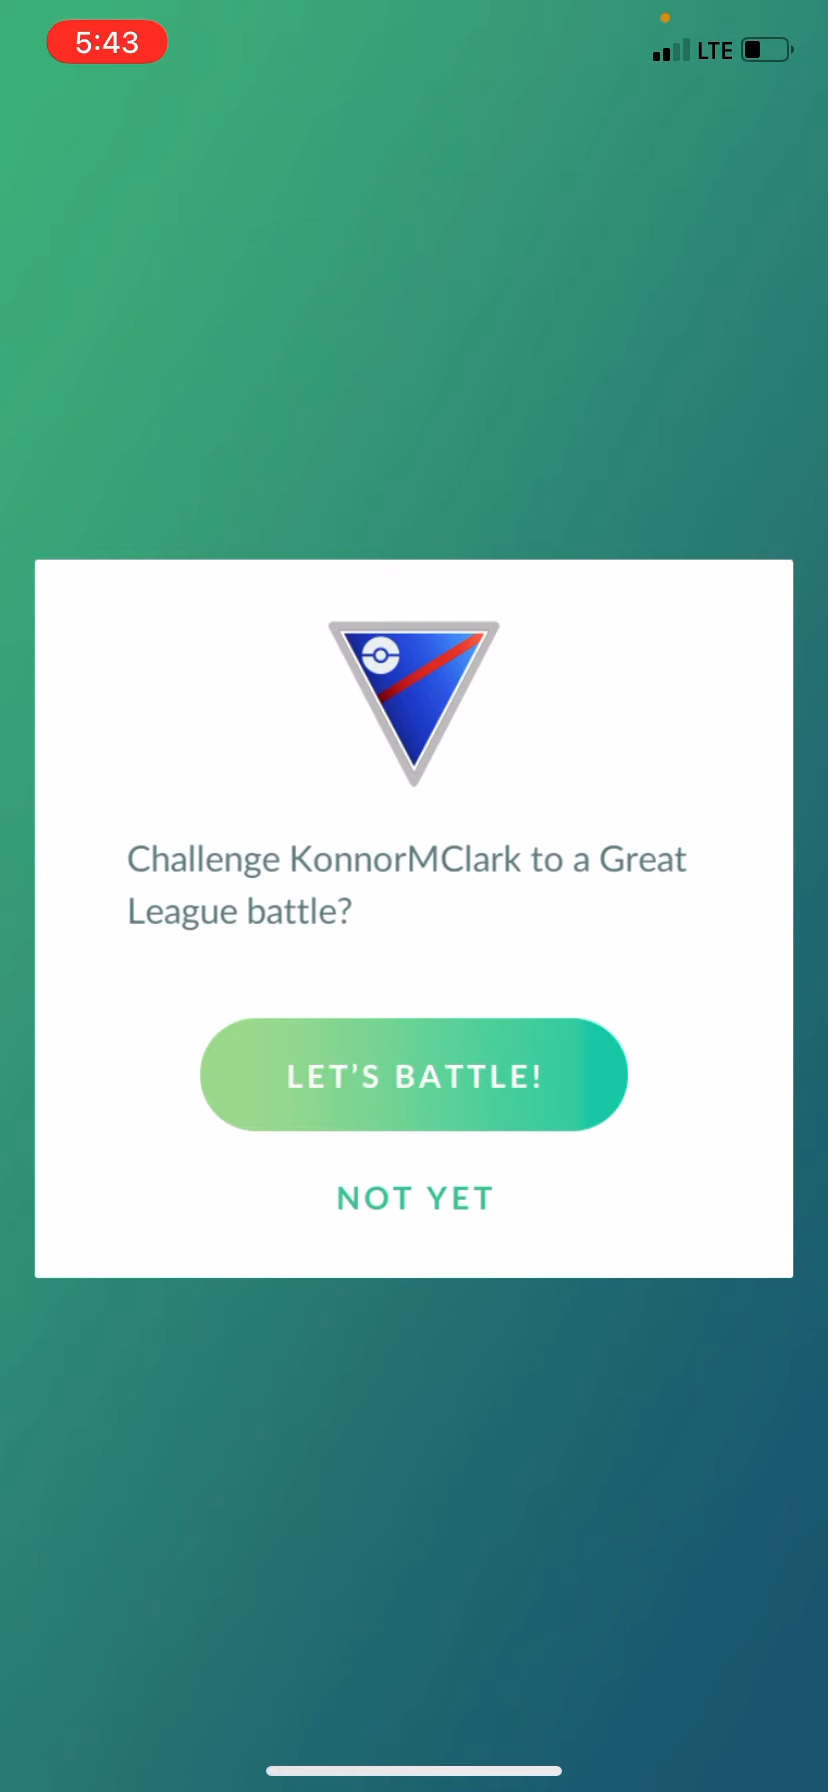 5:43
LTE
Challenge KonnorMClark to a Great
League battle?
LET’S BATTLE!
NOT YET